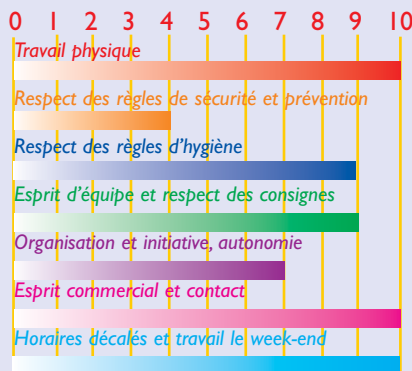 0 1 2 3 4 5 6 7 8 9 10
Travail physique
Respect des règles de sécurité et prévention
Respect des règles d'hygiène
Esprit d'équipe et respect des consignes
Organisation et initiative, autonomie
Esprit commercial et contact
Horaires décalés et travail le week-end